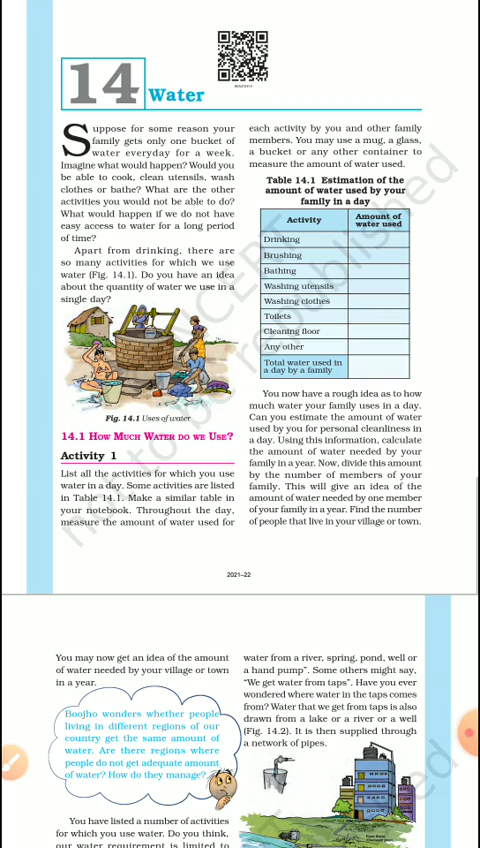 14 Water
Suppose for some reason your
family gets only one bucket of
water everyday for a week.
Imagine what would happen? Would you
be able to cook, clean utensils, wash
clothes or bathe? What are the other
activities you would not be able to do?
What would happen if we do not have
easy access to water for a long period
of time?
Apart from drinking, there are
so many activities for which we use
water (Fig. 14.1). Do you have an idea
about the quantity of water we use in a
single day?
Fig. 14.1 Uses of water
14.1 HOW MUCH WATER DO WE USE?
Activity 1
List all the activities for which you use
water in a day. Some activities are listed
in Table 14.1. Make a similar table in
your notebook. Throughout the day,
measure the amount of water used for
each activity by you and other family
members. You may use a mug, a glass,
a bucket or any other container to
measure the amount of water used.
Table 14.1 Estimation of the
amount of water used by your
family in a day
Activity Amount of
water used
Drinking
Brushing
Bathing
Washing utensils
Washing clothes
Toilets
Cleaning floor
Any other
Total water used in
a day by a family
You now have a rough idea as to how
much water your family uses in a day.
Can you estimate the amount of water
used by you for personal cleanliness in
a day. Using this information, calculate
the amount of water needed by your
family in a year. Now, divide this amount
by the number of members of your
family. This will give an idea of the
amount of water needed by one member
of your family in a year. Find the number
of people that live in your village or town.
2021–22
You may now get an idea of the amount
of water needed by your village or town
in a year.
Boojho wonders whether people
living in different regions of our
country get the same amount of
water. Are there regions where
people do not get adequate amount
of water? How do they manage?
You have listed a number of activities
for which you use water. Do you think,
our water requirement is limited to
water from a river, spring, pond, well or
a hand pump". Some others might say,
"We get water from taps". Have you ever
wondered where water in the taps comes
from? Water that we get from taps is also
drawn from a lake or a river or a well
(Fig. 14.2). It is then supplied through
a network of pipes.